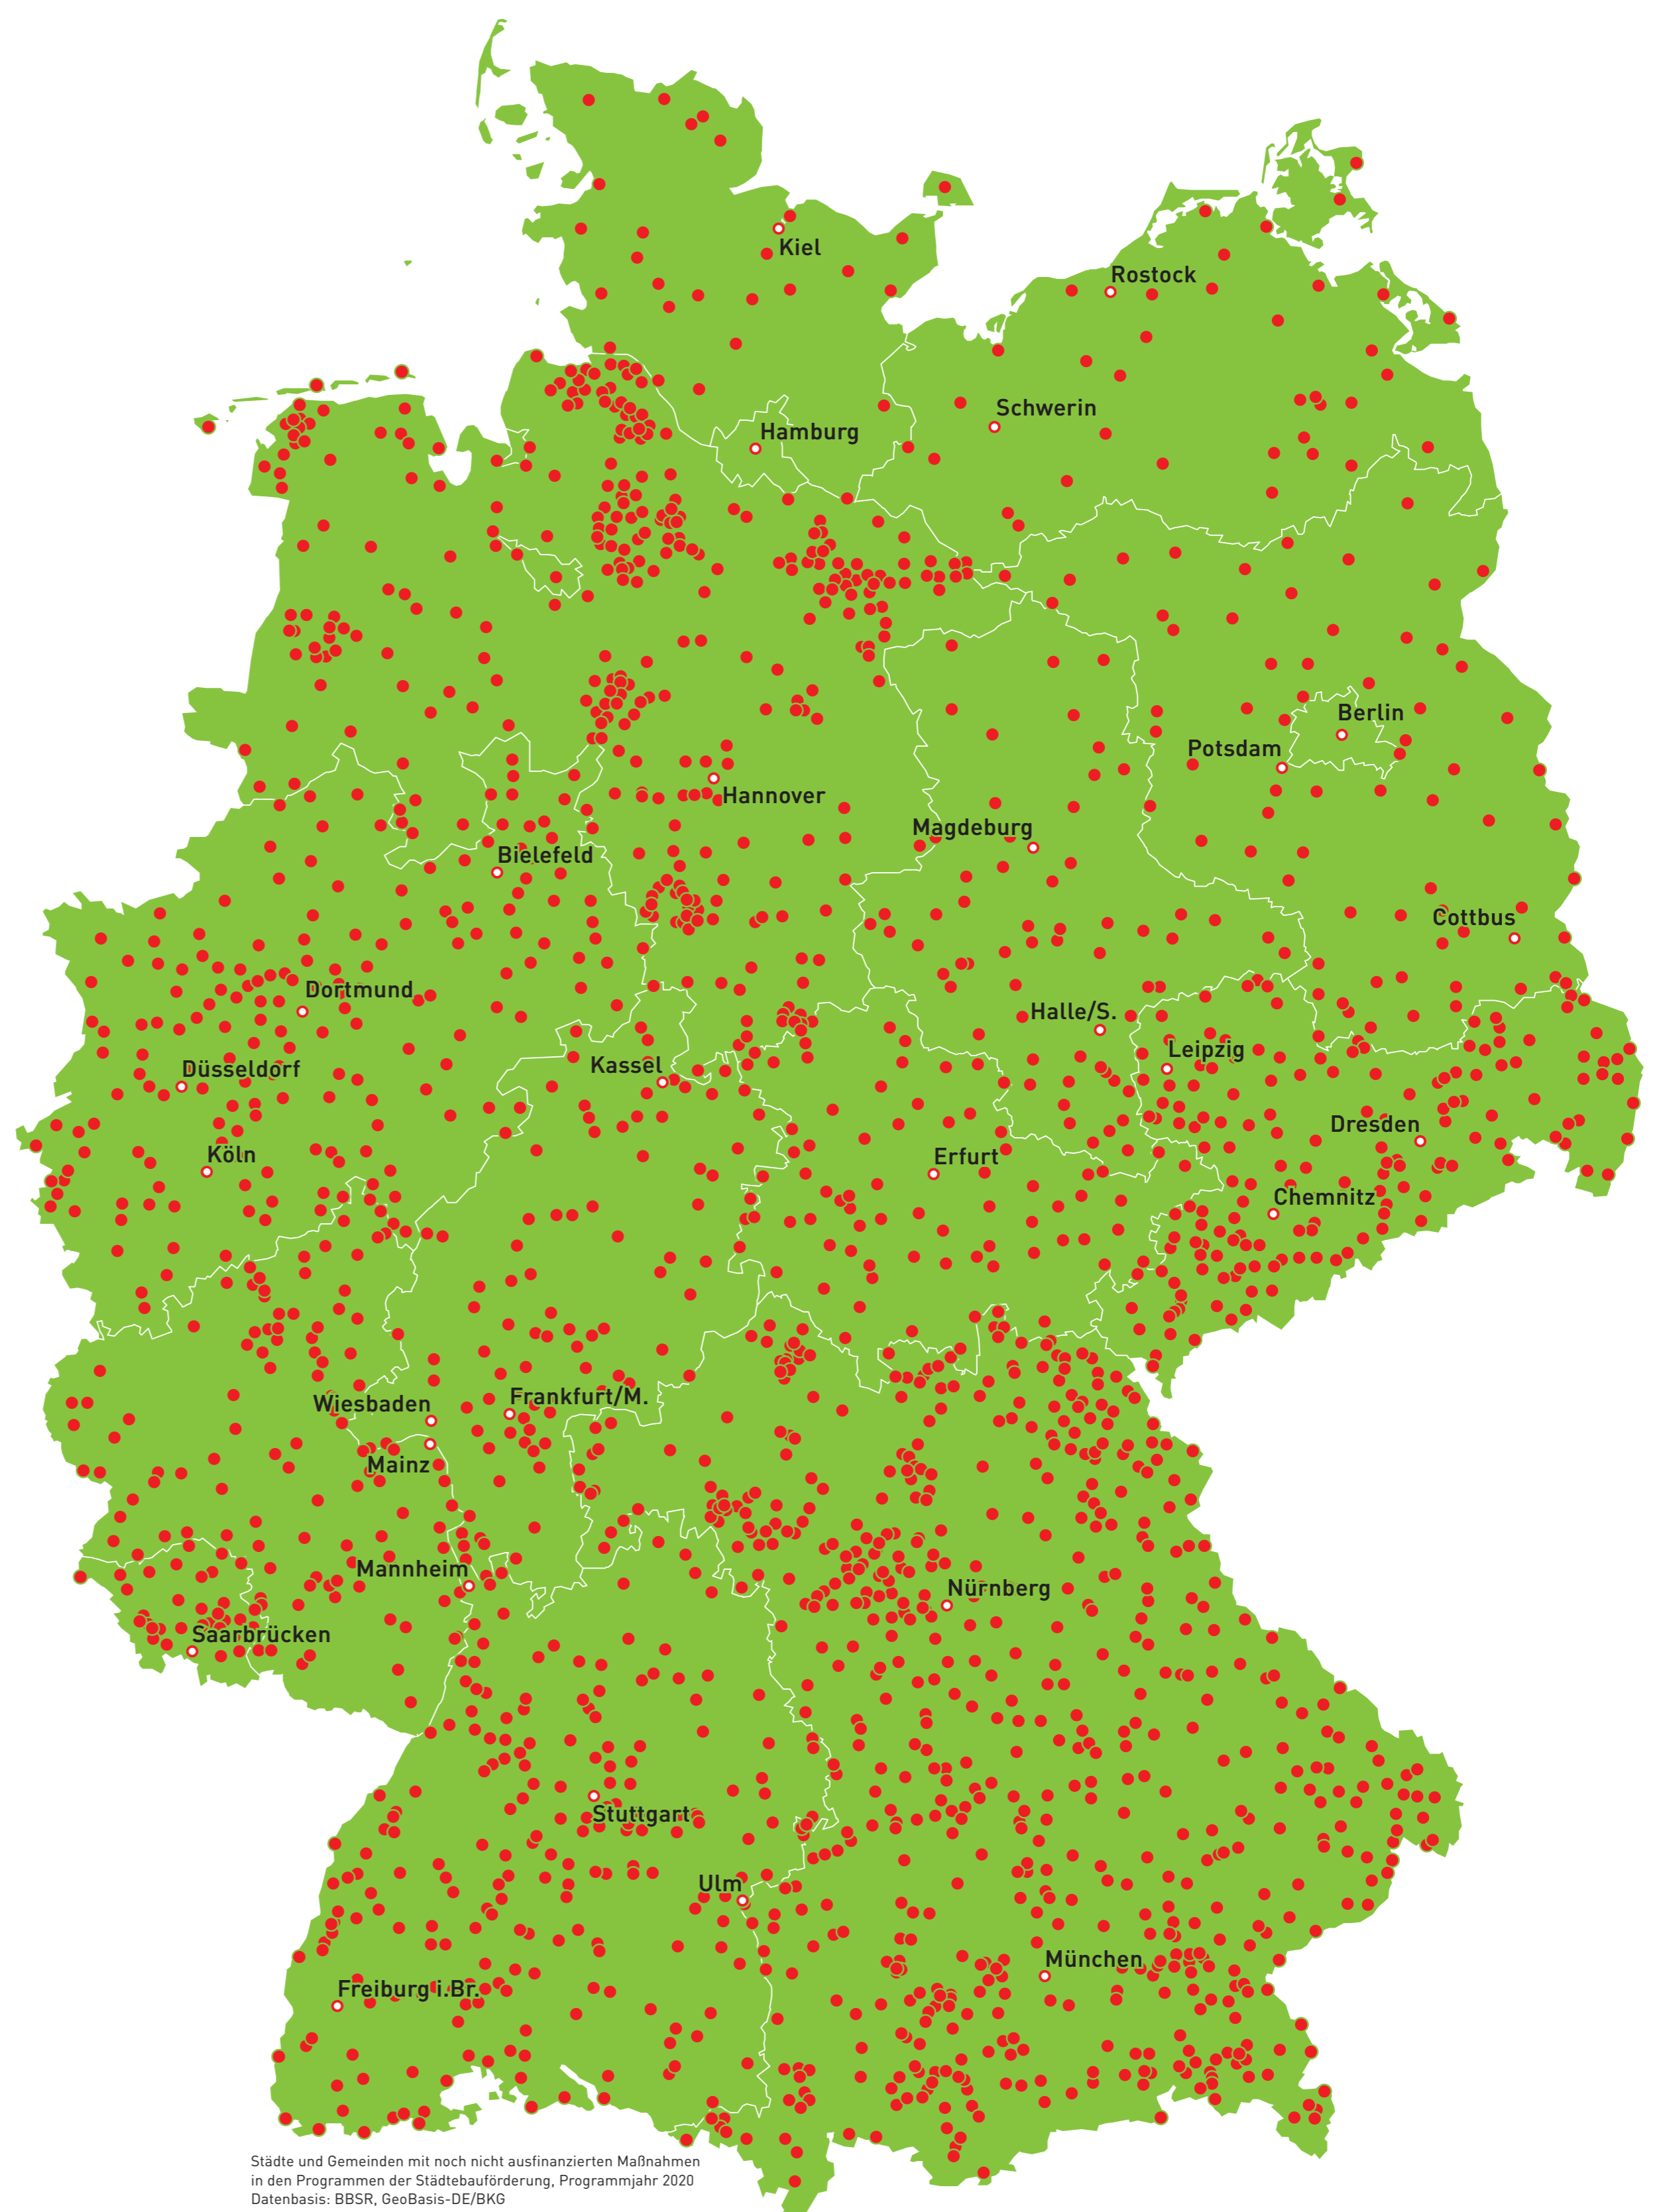 Kiel
Rostock
Schwerin
Hamburg
Berlin
Potsdam
Hannover
Magdeburg
Bielefeld
Cottbus
Dortmund
Halle/S.
Leipzig
Kassel
Düsseldorf
Dresden
Köln
Erfurt
Chemnitz
Frankfurt/M.
Wiesbaden
Mainz
Mannheim
Nürnberg
Saarbrücken
Stuttgart
Ulm
München
Freiburg i.Br.
Städte und Gemeinden mit noch nicht ausfinanzierten Maßnahmen
in den Programmen der Städtebauförderung, Programmjahr 2020
Datenbasis: BBSR, GeoBasis-DE/BKG